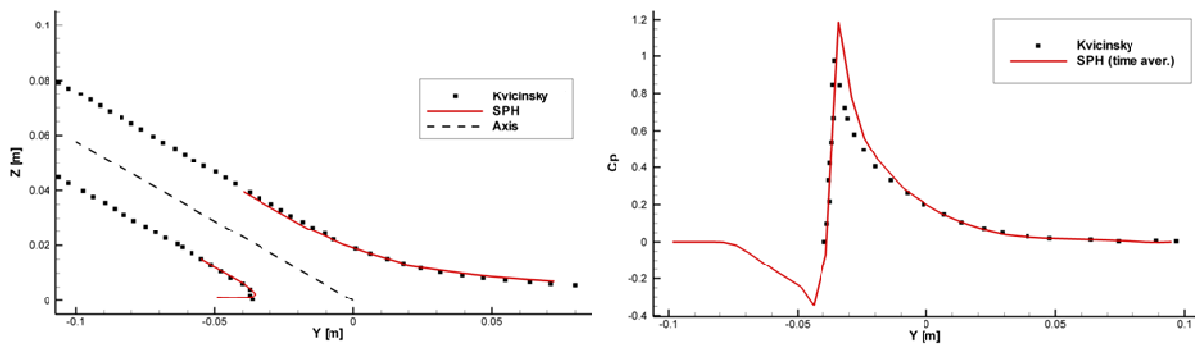 0.1
0.08
0.06
0.04
0.02
0
Z [m]
-0.1
-0.05
0
0.05
Y [m]
Kvicinsky
SPH
Axis
1.2
1
0.8
0.6
0.4
0.2
0
-0.2
-0.4
Cp
-0.1
-0.05
0
0.05
0.1
Y [m]
Kvicinsky
SPH (time aver.)